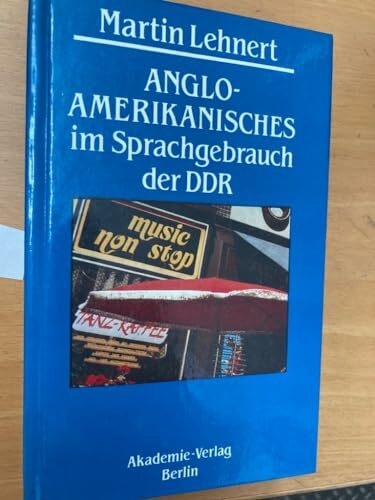 Martin Lehnert
ANGLO-
AMERIKANISCHES
im Sprachgebrauch
der DDR
music
non stop
TANZ-KAFFEE
Akademie-Verlag
Berlin